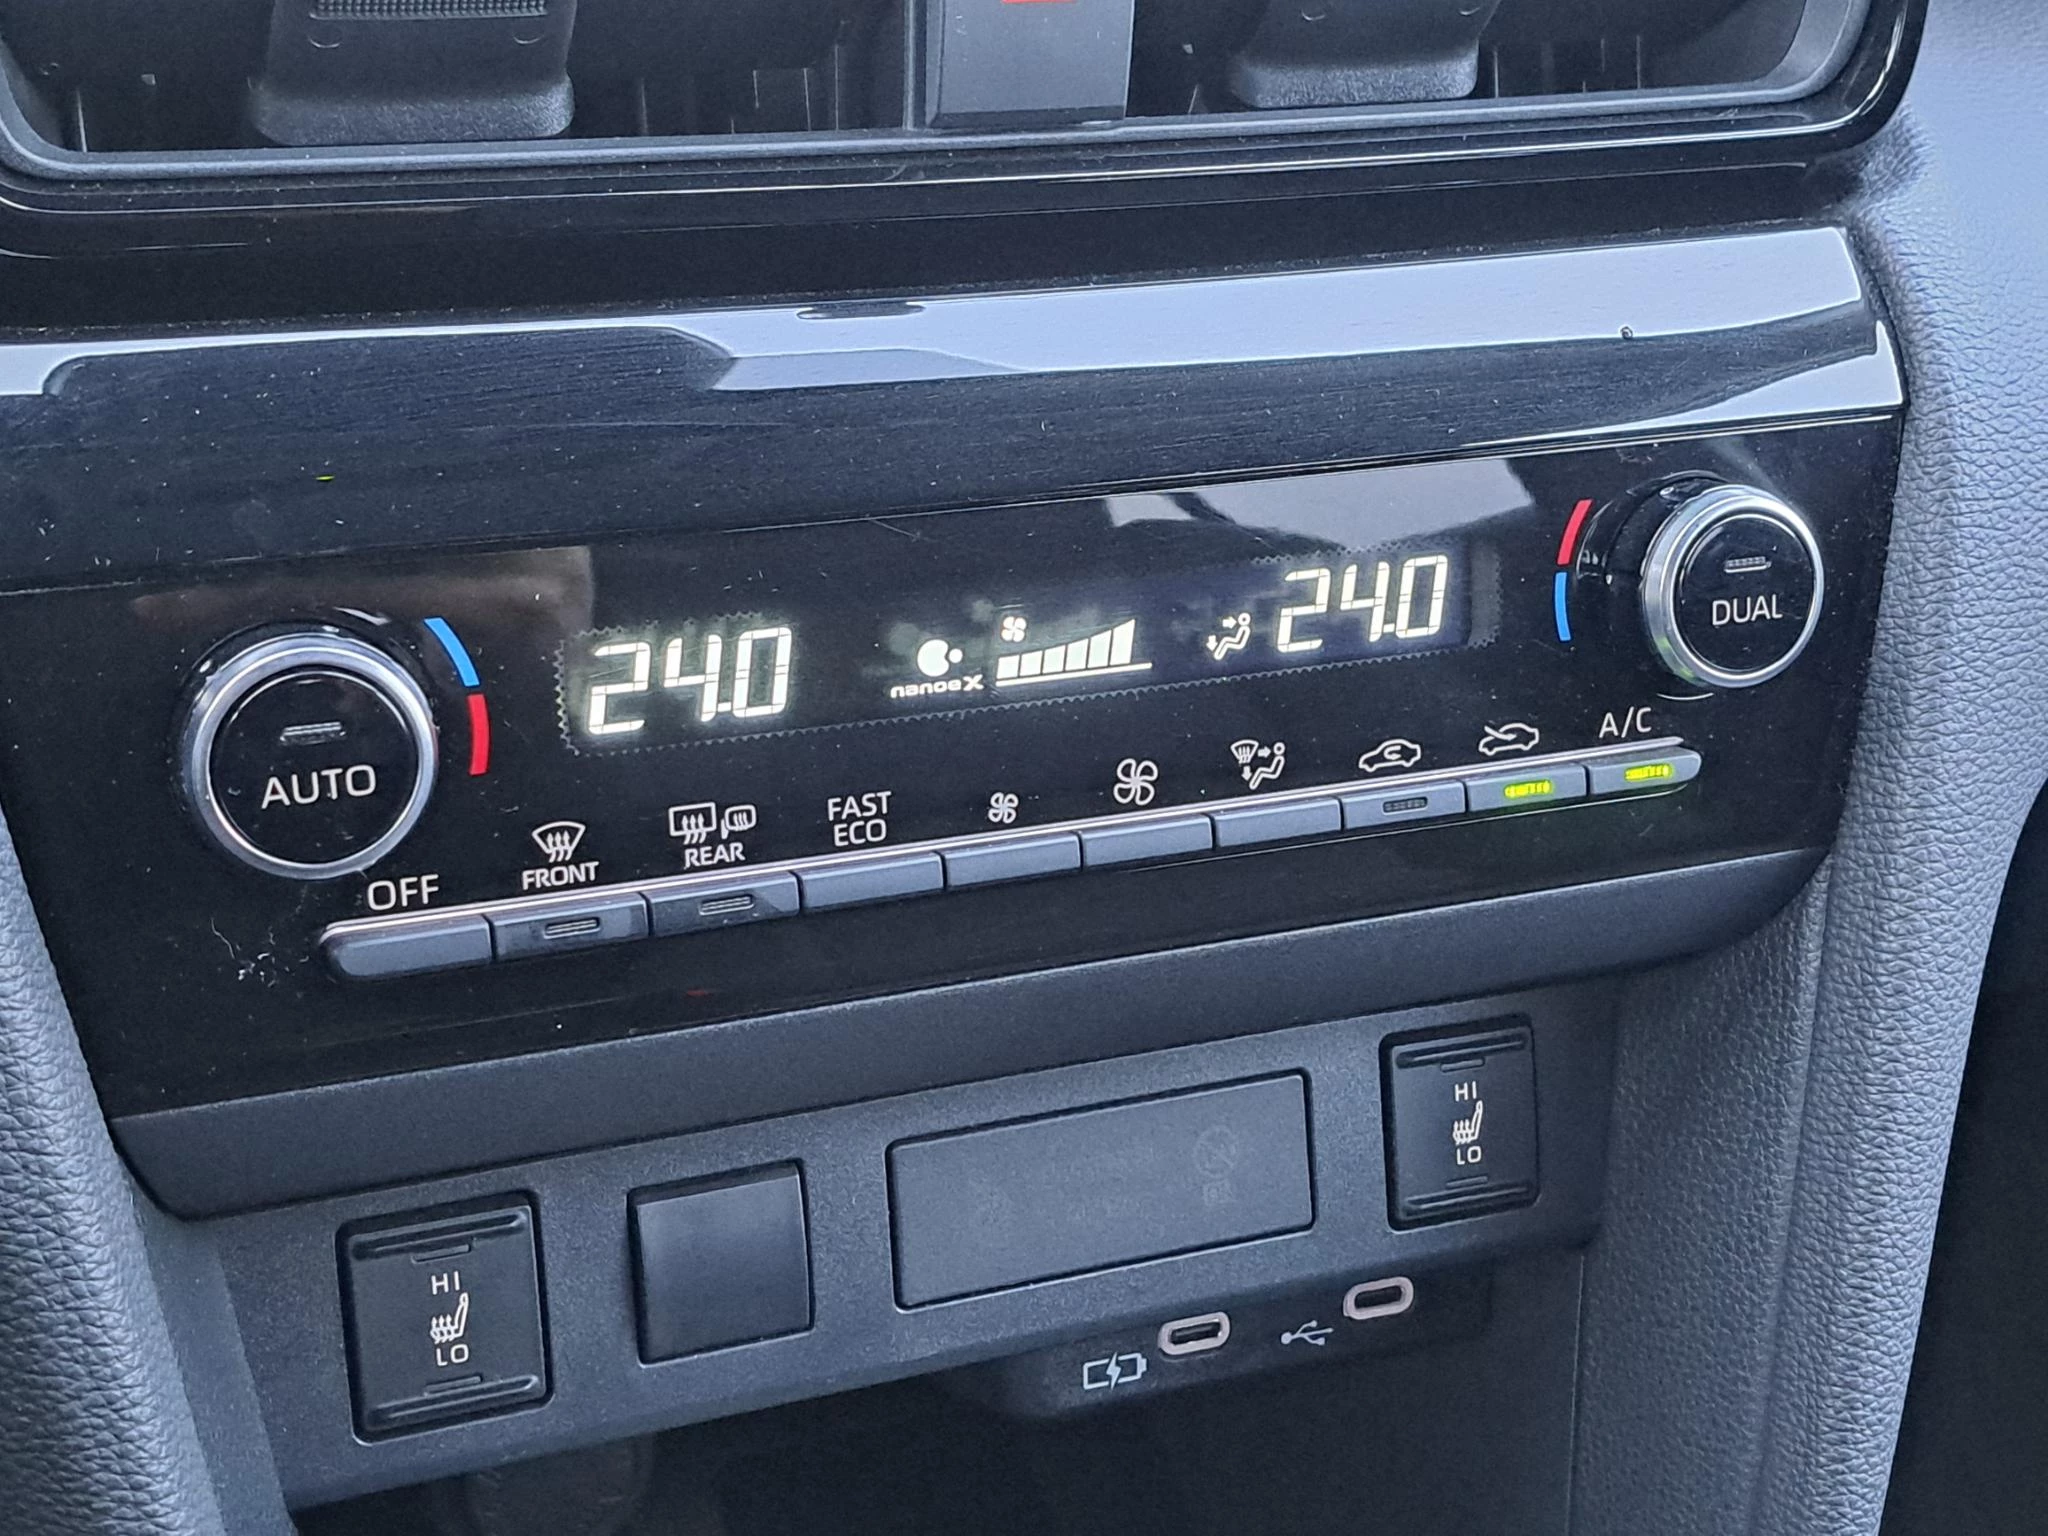 24.0
nanoe X
24.0
DUAL
AUTO
A/C
FAST
ECO
REAR
FRONT
OFF
HI
LO
HI
LO